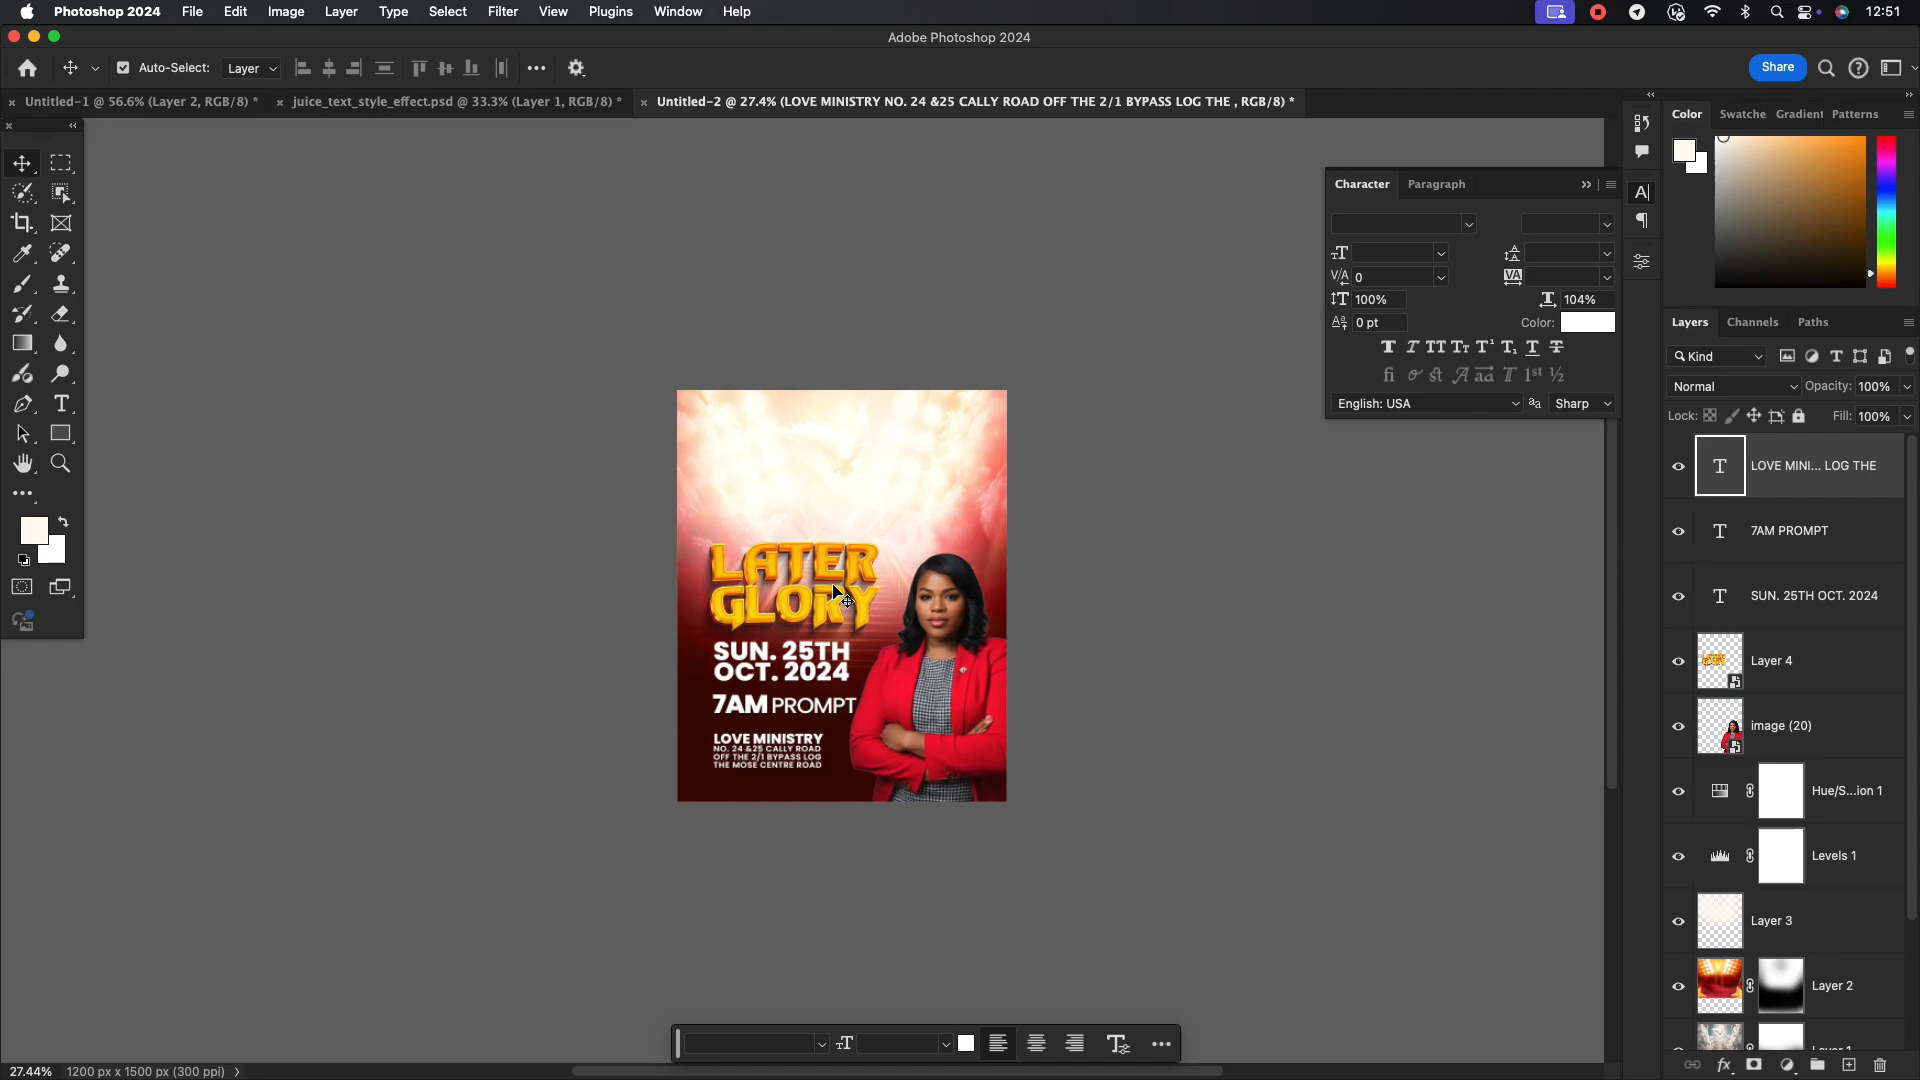 Photoshop 2024 File Edit Image Layer Type Select Filter View Plugins Window Help 12:51
Adobe Photoshop 2024
Auto-Select: Layer Share
Untitled-1 @ 56.6% (Layer 2, RGB/8) * juice_text_style_effect.psd @ 33.3% (Layer 1, RGB/8) * Untitled-2 @ 27.4% (LOVE MINISTRY NO. 24 &25 CALLY ROAD OFF THE 2/1 BYPASS LOG THE , RGB/8) *
Color Swatche Gradient Patterns
Character Paragraph
0
100% 104%
0 pt Color:
English: USA Sharp
Layers Channels Paths
Kind
Normal Opacity: 100%
Lock: Fill: 100%
LOVE MINI... LOG THE
7AM PROMPT
SUN. 25TH OCT. 2024
Layer 4
image (20)
Hue/S...ion 1
Levels 1
Layer 3
Layer 2
LATER
GLORY
SUN. 25TH
OCT. 2024
7AM PROMPT
LOVE MINISTRY
NO. 24 &25 CALLY ROAD
OFF THE 2/1 BYPASS LOG
THE MOSE CENTRE ROAD
27.44% 1200 px x 1500 px (300 ppi)